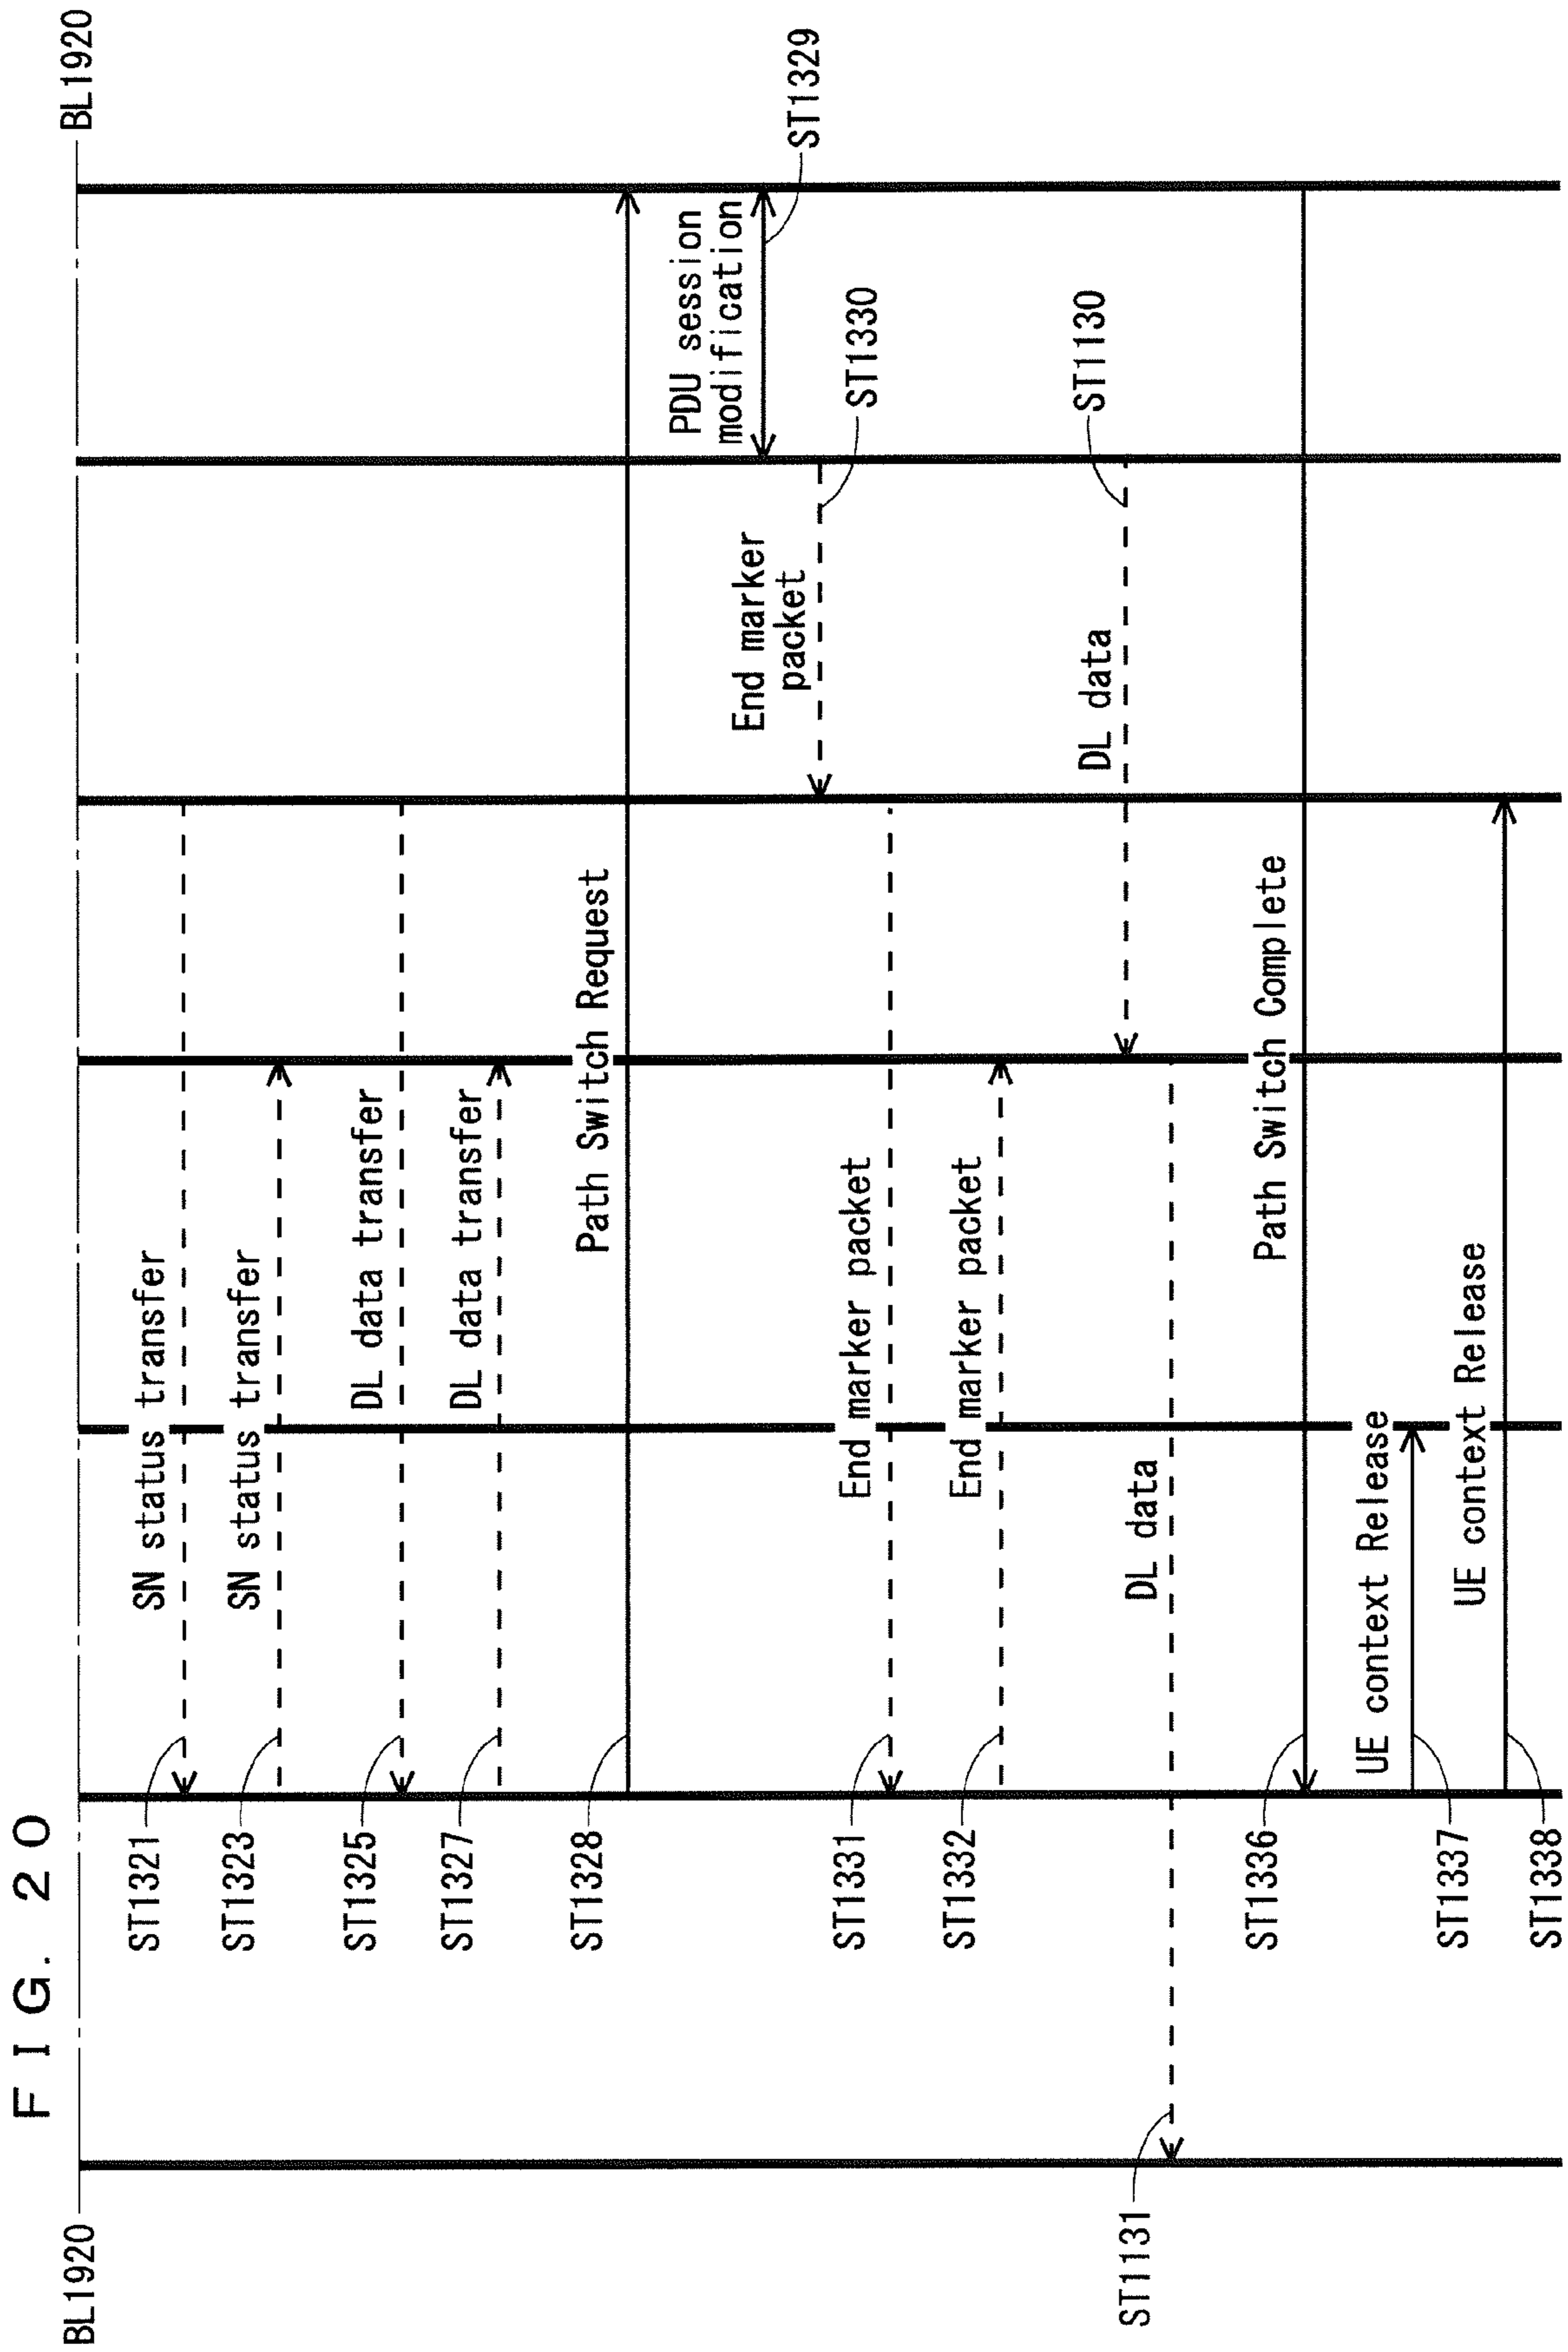 F I G. 2 0
BL1920
BL1920
ST1321
SN status transfer
ST1323
SN status transfer
ST1325
DL data transfer
ST1327
DL data transfer
ST1328
Path Switch Request
PDU session
modification
ST1329
End marker
packet
ST1330
ST1331
End marker packet
ST1332
End marker packet
DL data
ST1130
ST1131
DL data
ST1336
Path Switch Complete
ST1337
UE context Release
ST1338
UE context Release